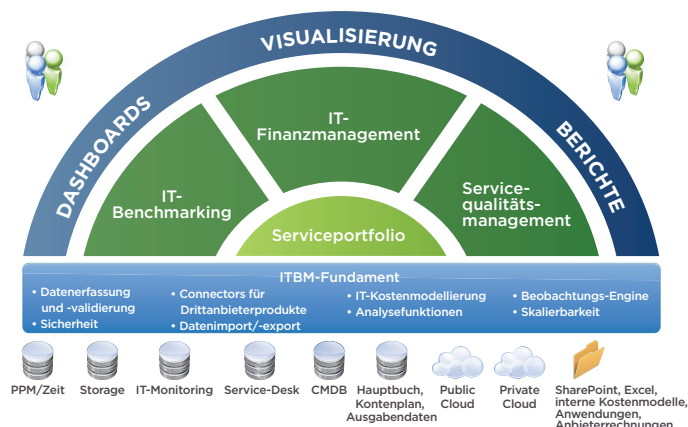 VISUALISIERUNG
DASHBOARDS
BERICHTE
IT-
Finanzmanagement
IT-
Benchmarking
Service-
qualitäts-
management
Serviceportfolio
ITBM-Fundament
• Datenerfassung
und -validierung
• Sicherheit
• Connectors für
Drittanbieterprodukte
• Datenimport/-export
• IT-Kostenmodellierung
• Analysefunktionen
• Beobachtungs-Engine
• Skalierbarkeit
PPM/Zeit
Storage
IT-Monitoring
Service-Desk
CMDB
Hauptbuch,
Kontenplan,
Ausgabendaten
Public
Cloud
Private
Cloud
SharePoint, Excel,
interne Kostenmodelle,
Anwendungen,
Anbieterrechnungen